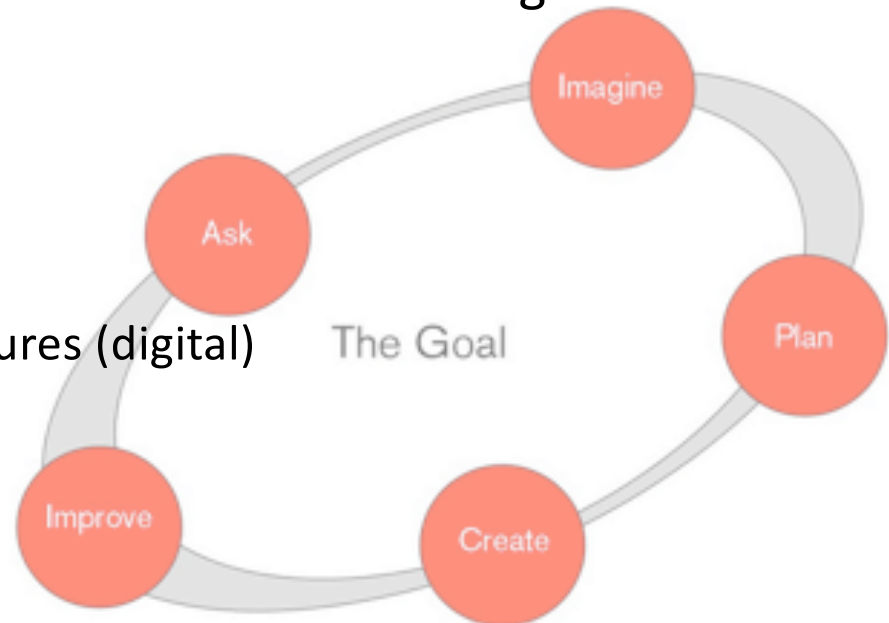 Imagine
Ask
ures (digital)
The Goal
Plan
Improve
Create